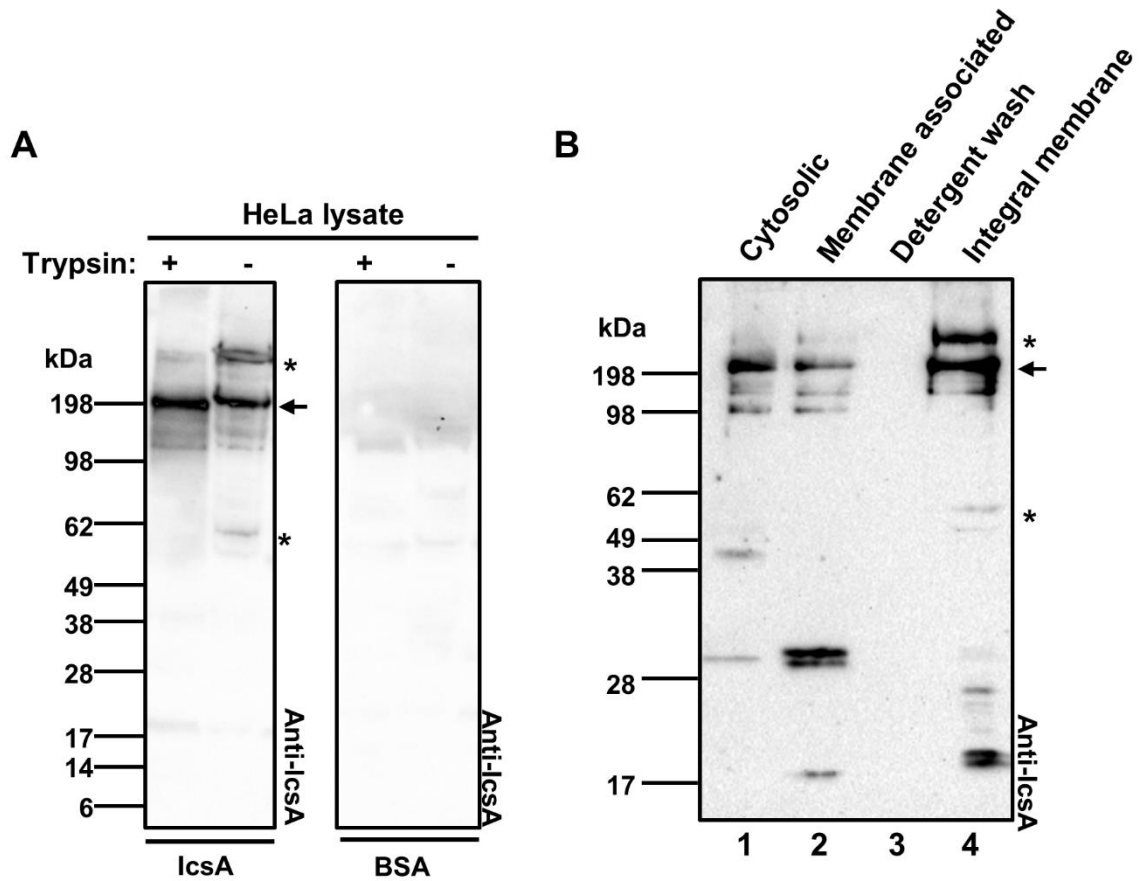 A
HeLa lysate
Trypsin: + - + -
kDa
198
98
62
49
38
28
17
14
6
*
*
Anti-IcsA
Anti-IcsA
IcsA
BSA
B
Cytosolic
Membrane associated
Detergent wash
Integral membrane
kDa
198
98
62
49
38
28
17
*
*
Anti-IcsA
1 2 3 4